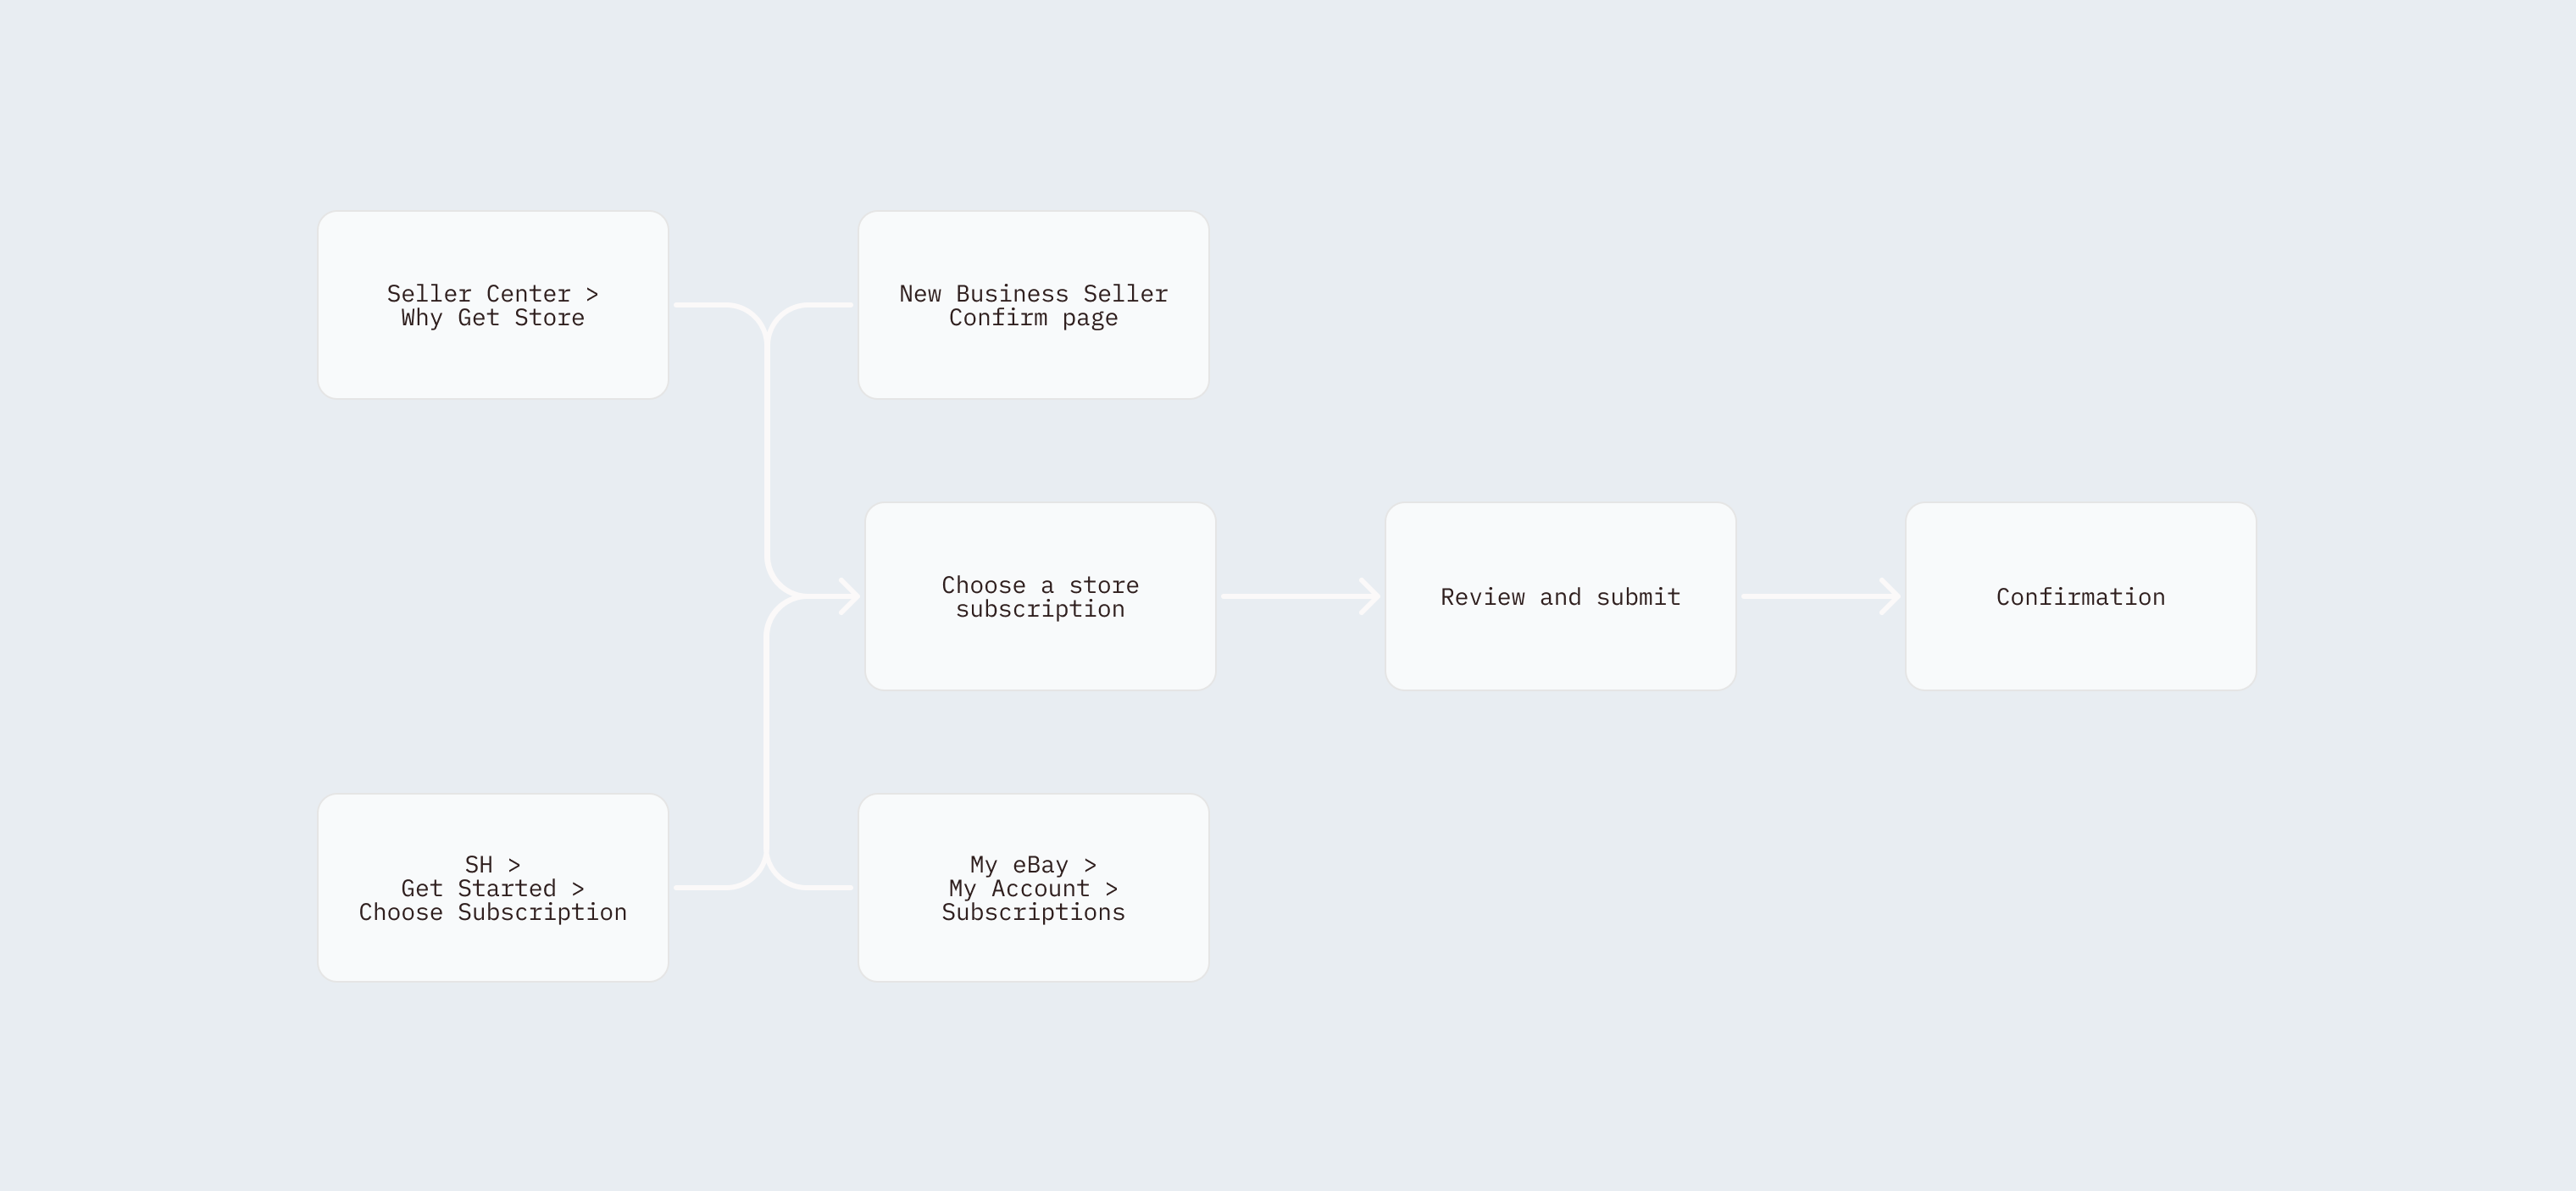 Seller Center >
Why Get Store
New Business Seller
Confirm page
Choose a store
subscription
Review and submit
Confirmation
SH >
Get Started >
Choose Subscription
My eBay >
My Account >
Subscriptions